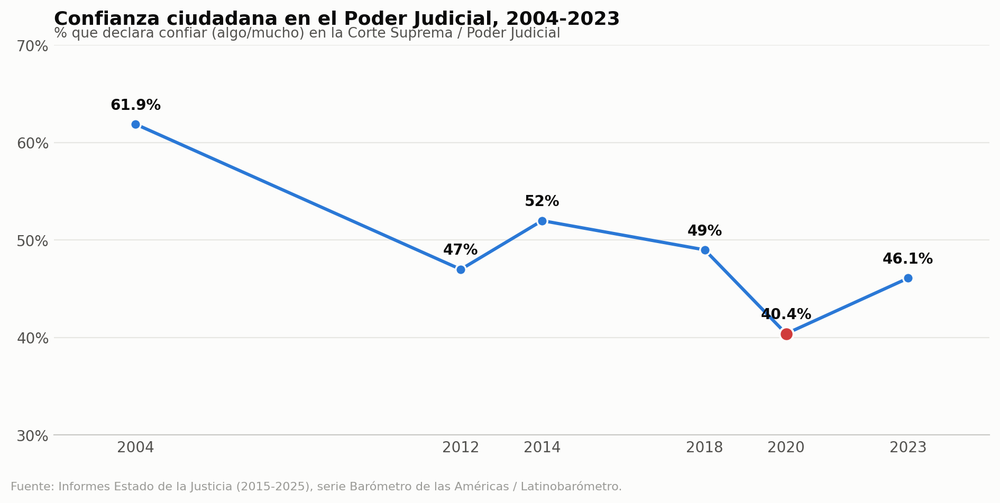 Confianza ciudadana en el Poder Judicial, 2004-2023
% que declara confiar (algo/mucho) en la Corte Suprema / Poder Judicial
70%
61.9%
60%
52%
50%
49%
47%
46.1%
40.4%
40%
30%
2004 2012 2014 2018 2020 2023
Fuente: Informes Estado de la Justicia (2015-2025), serie Barómetro de las Américas / Latinobarómetro.